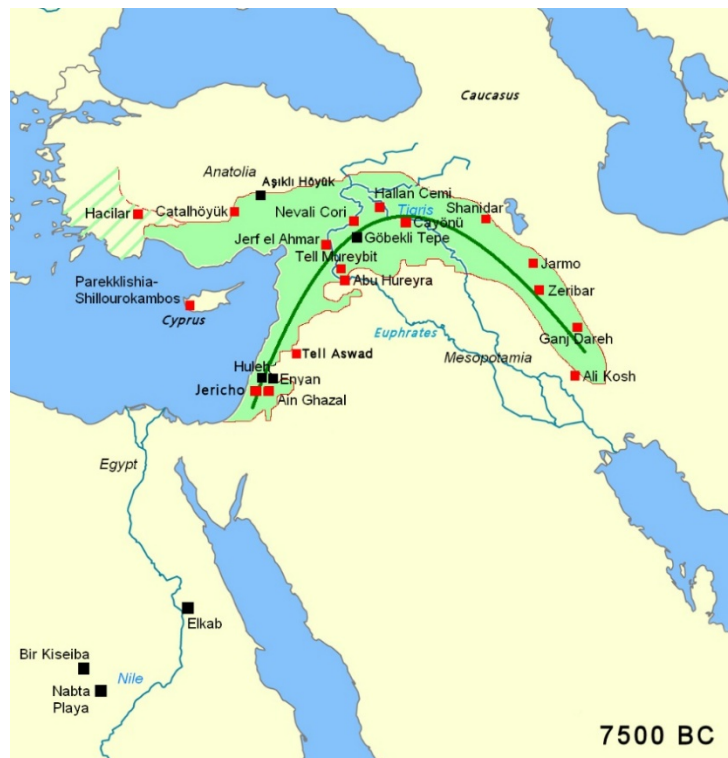 Caucasus
Anatolia
Aşıklı Höyük
Hallan Cemi
Hacilar
Catalhöyük
Nevali Cori
Tigris
Shanidar
Cayönü
Jerf el Ahmar
Göbekli Tepe
Tell Mureybit
Jarmo
Abu Hureyra
Zeribar
Parekklishia-
Shillourokambos
Cyprus
Euphrates
Ganj Dareh
Tell Aswad
Mesopotamia
Huleh
Enyan
Ali Kosh
Jericho
Ain Ghazal
Egypt
Elkab
Bir Kiseiba
Nile
Nabta
Playa
7500 BC